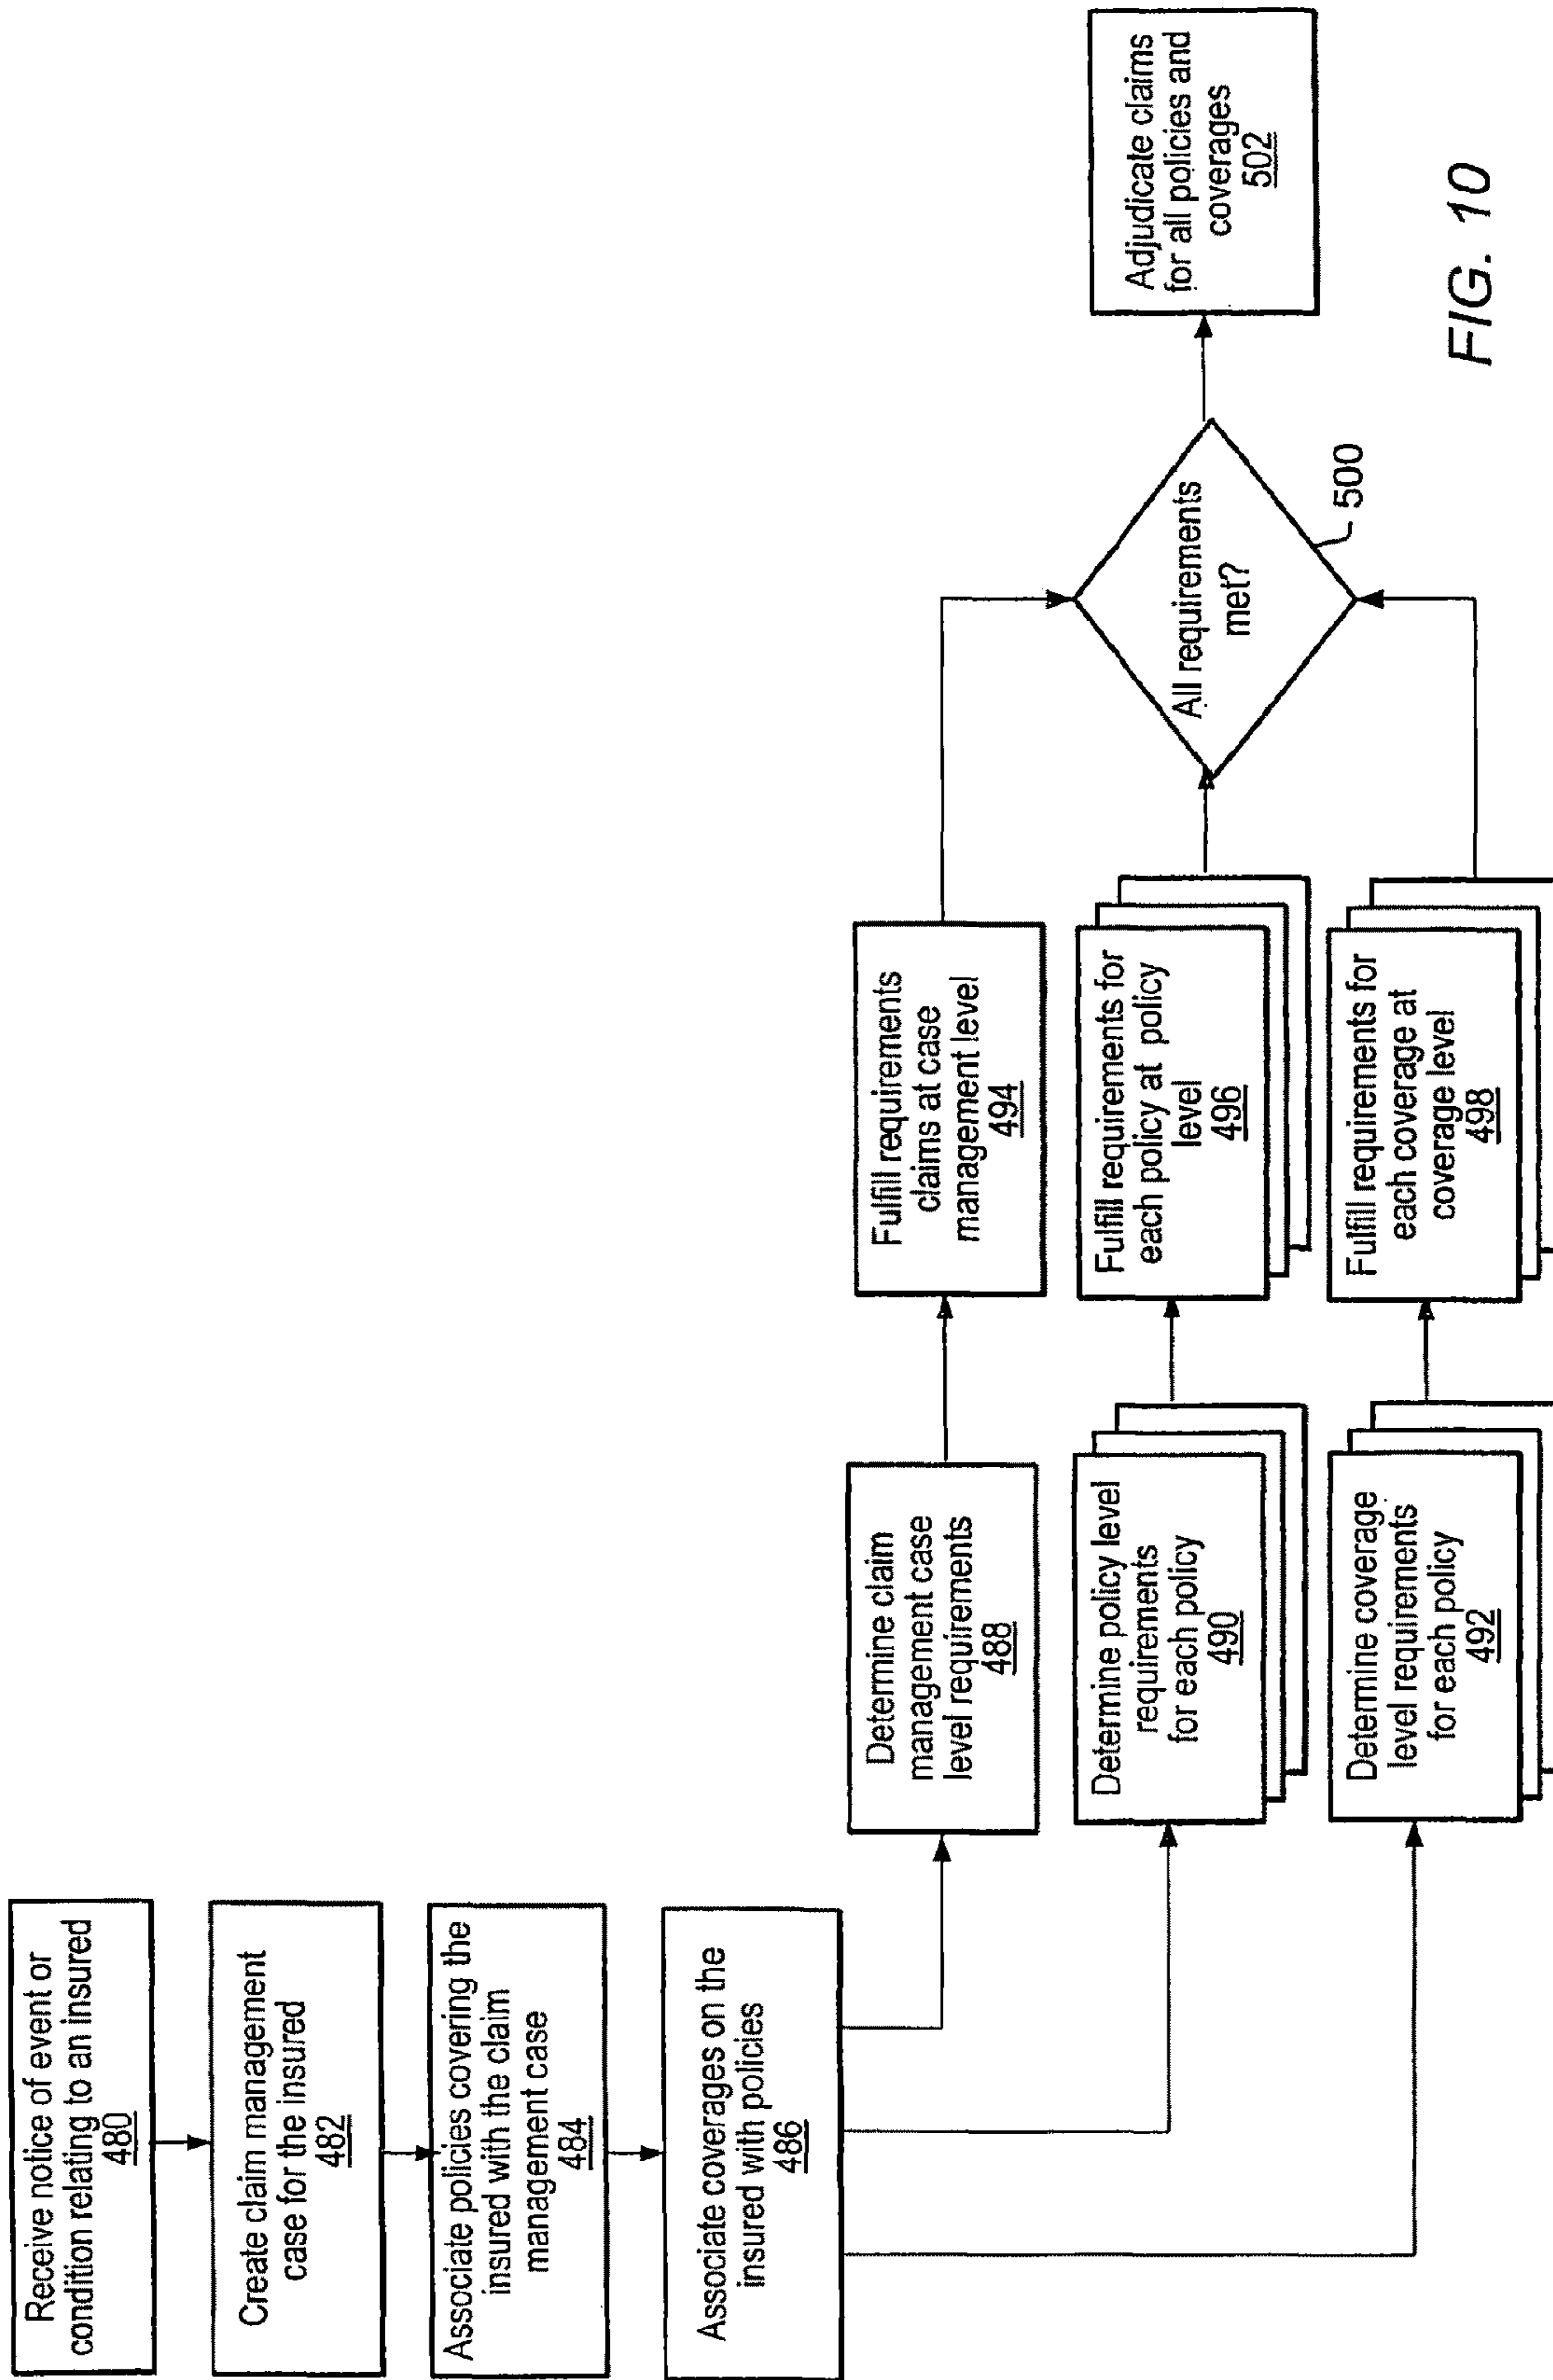 Receive notice of event or
condition relating to an insured
480
Create claim management
case for the insured
482
Associate policies covering the
insured with the claim
management case
484
Associate coverages on the
insured with policies
486
Determine claim
management case
level requirements
488
Determine policy level
requirements
for each policy
490
Determine coverage
level requirements
for each policy
492
Fulfill requirements
claims at case
management level
494
Fulfill requirements for
each policy at policy
level
496
Fulfill requirements for
each coverage at
coverage level
498
All requirements
met?
500
Adjudicate claims
for all policies and
coverages
502
FIG. 10